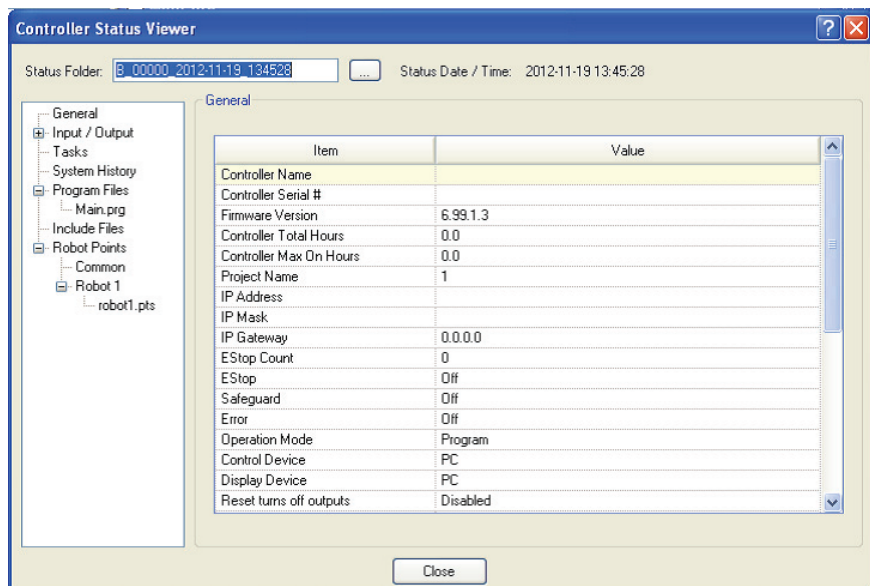 Controller Status Viewer
Status Folder: B_00000_2012-11-19_134528 ... Status Date / Time: 2012-11-19 13:45:28
General
Input / Output
Tasks
System History
Program Files
Main.prg
Include Files
Robot Points
Common
Robot 1
robot1.pts
General
Item Value
Controller Name
Controller Serial #
Firmware Version 6.99.1.3
Controller Total Hours 0.0
Controller Max On Hours 0.0
Project Name 1
IP Address
IP Mask
IP Gateway 0.0.0.0
EStop Count 0
EStop Off
Safeguard Off
Error Off
Operation Mode Program
Control Device PC
Display Device PC
Reset turns off outputs Disabled
Close